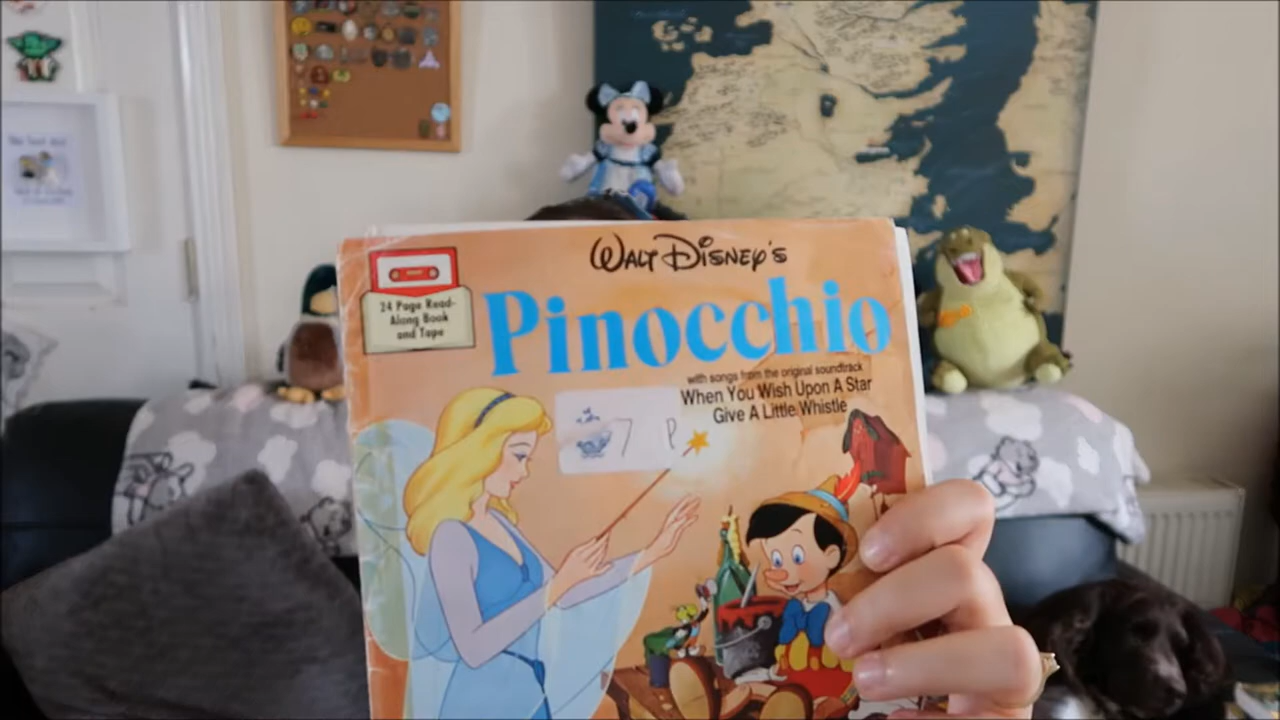 WALT DISNEY'S
Pinocchio
24 Page Read-
Along Book
and Tape
with songs from the original soundtrack
When You Wish Upon A Star
Give A Little Whistle
7 P